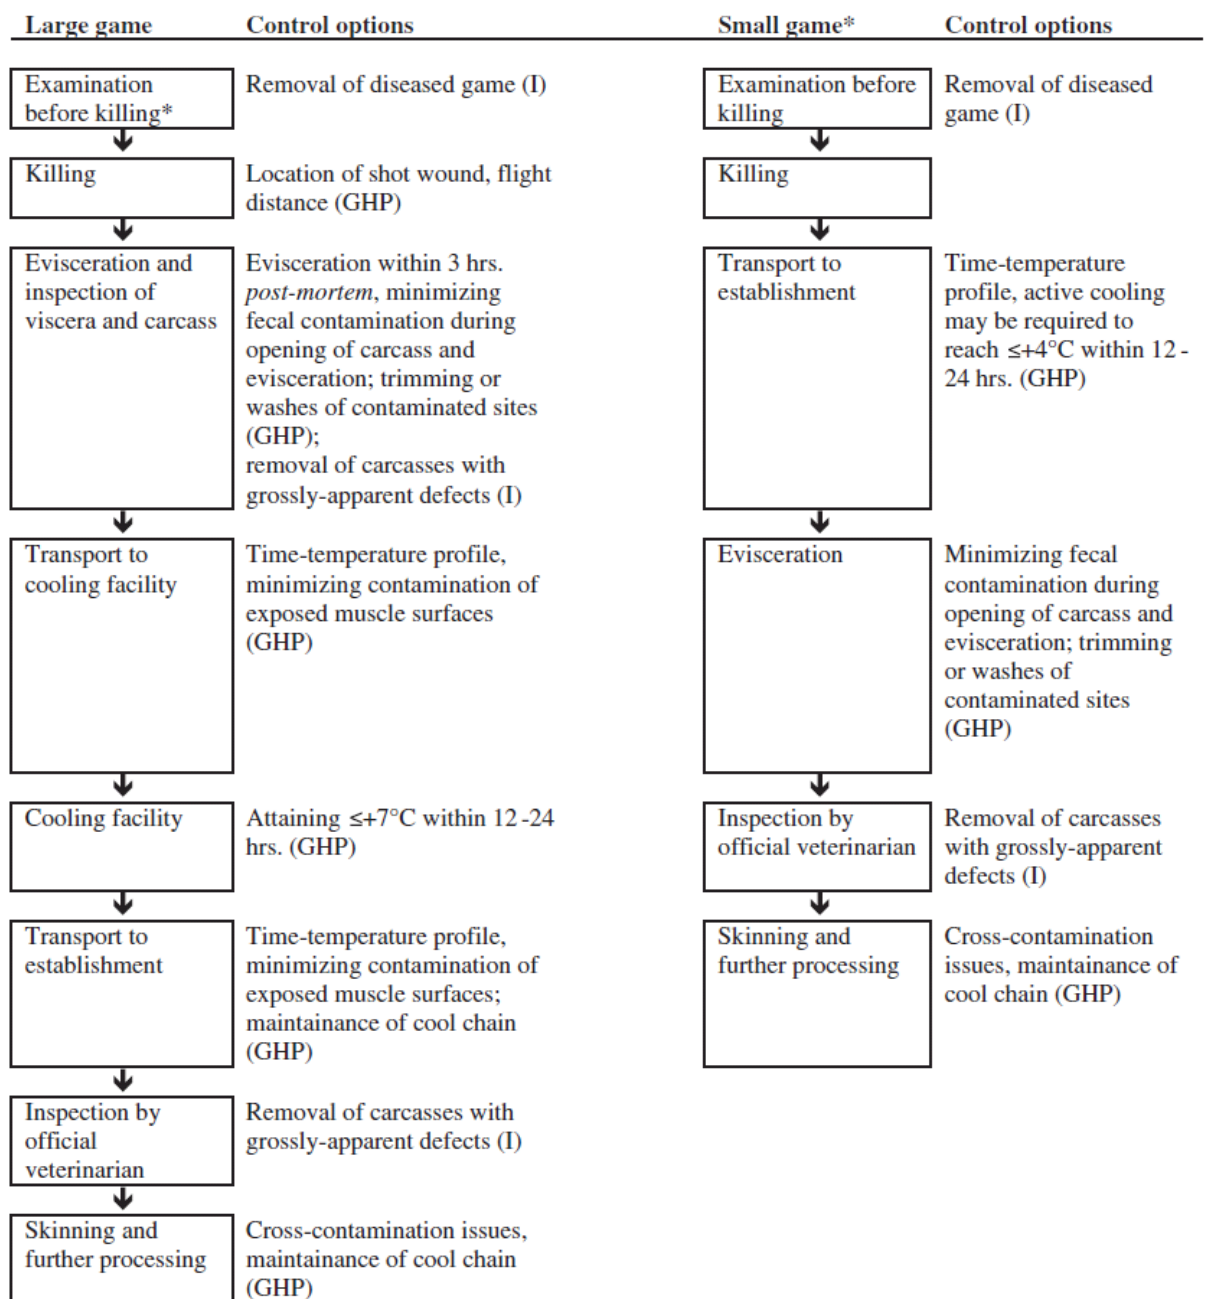 Large game
Control options
Small game*
Control options
Examination
before killing*
Removal of diseased game (I)
Examination before
killing
Removal of diseased
game (I)
Killing
Location of shot wound, flight
distance (GHP)
Killing
Evisceration and
inspection of
viscera and carcass
Evisceration within 3 hrs.
post-mortem, minimizing
fecal contamination during
opening of carcass and
evisceration; trimming or
washes of contaminated sites
(GHP);
removal of carcasses with
grossly-apparent defects (I)
Transport to
establishment
Time-temperature
profile, active cooling
may be required to
reach ≤+4°C within 12 -
24 hrs. (GHP)
Transport to
cooling facility
Time-temperature profile,
minimizing contamination of
exposed muscle surfaces
(GHP)
Evisceration
Minimizing fecal
contamination during
opening of carcass and
evisceration; trimming
or washes of
contaminated sites
(GHP)
Cooling facility
Attaining ≤+7°C within 12 -24
hrs. (GHP)
Inspection by
official veterinarian
Removal of carcasses
with grossly-apparent
defects (I)
Transport to
establishment
Time-temperature profile,
minimizing contamination of
exposed muscle surfaces;
maintainance of cool chain
(GHP)
Skinning and
further processing
Cross-contamination
issues, maintainance of
cool chain (GHP)
Inspection by
official
veterinarian
Removal of carcasses with
grossly-apparent defects (I)
Skinning and
further processing
Cross-contamination issues,
maintainance of cool chain
(GHP)